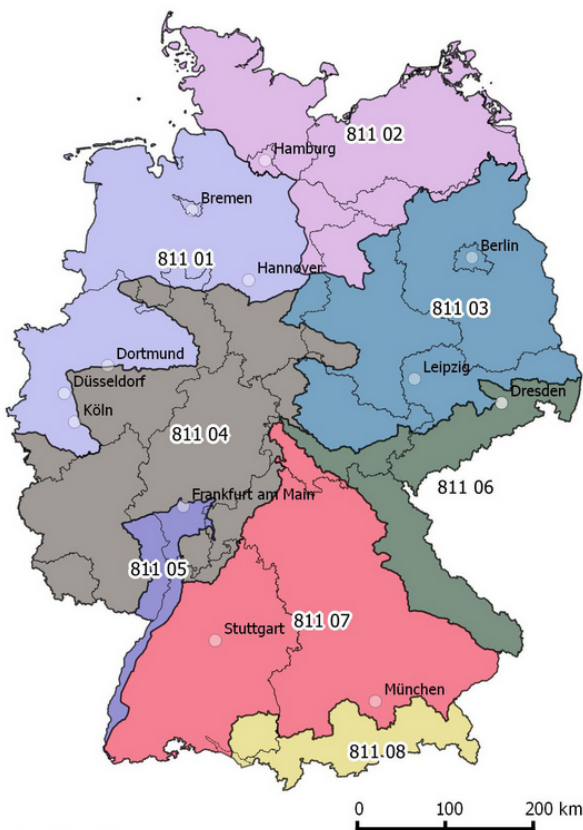 811 02
Hamburg
Bremen
Berlin
811 01
Hannover
811 03
Dortmund
Leipzig
Düsseldorf
Dresden
Köln
811 04
811 06
Frankfurt am Main
811 05
811 07
Stuttgart
München
811 08
0 100 200 km